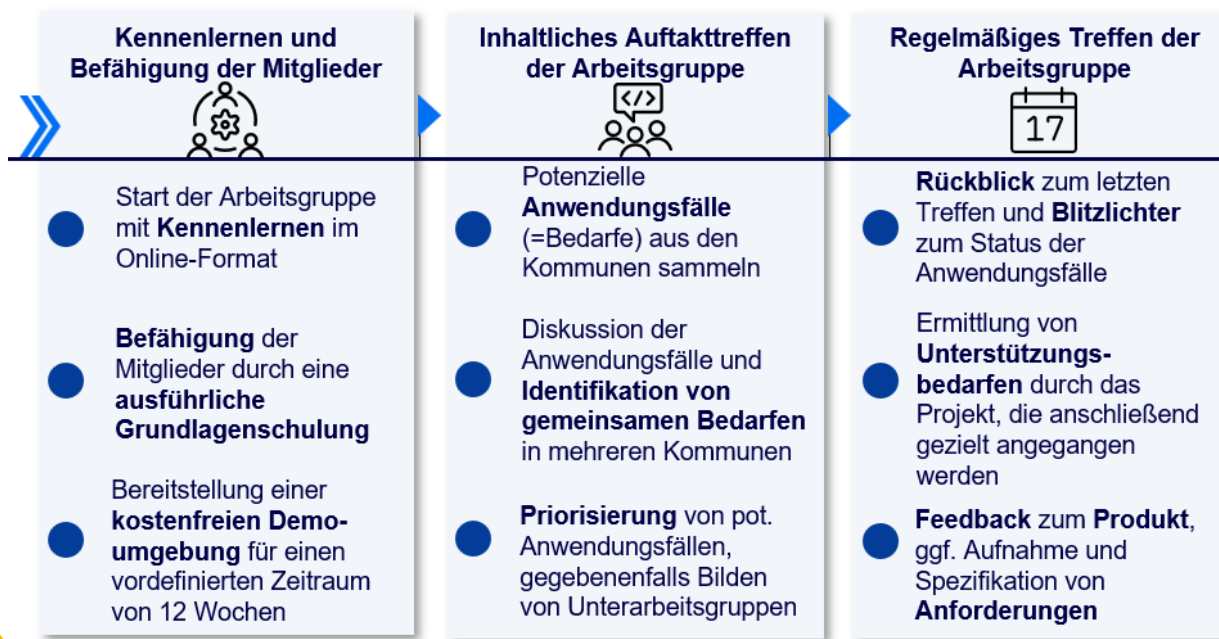 Kennenlernen und
Befähigung der Mitglieder
Start der Arbeitsgruppe
mit Kennenlernen im
Online-Format
Befähigung der
Mitglieder durch eine
ausführliche
Grundlagenschulung
Bereitstellung einer
kostenfreien Demo-
umgebung für einen
vordefinierten Zeitraum
von 12 Wochen
Inhaltliches Auftakttreffen
der Arbeitsgruppe
</>
Potenzielle
Anwendungsfälle
(=Bedarfe) aus den
Kommunen sammeln
Diskussion der
Anwendungsfälle und
Identifikation von
gemeinsamen Bedarfen
in mehreren Kommunen
Priorisierung von pot.
Anwendungsfällen,
gegebenenfalls Bilden
von Unterarbeitsgruppen
Regelmäßiges Treffen der
Arbeitsgruppe
17
Rückblick zum letzten
Treffen und Blitzlichter
zum Status der
Anwendungsfälle
Ermittlung von
Unterstützungs-
bedarfen durch das
Projekt, die anschließend
gezielt angegangen
werden
Feedback zum Produkt,
ggf. Aufnahme und
Spezifikation von
Anforderungen